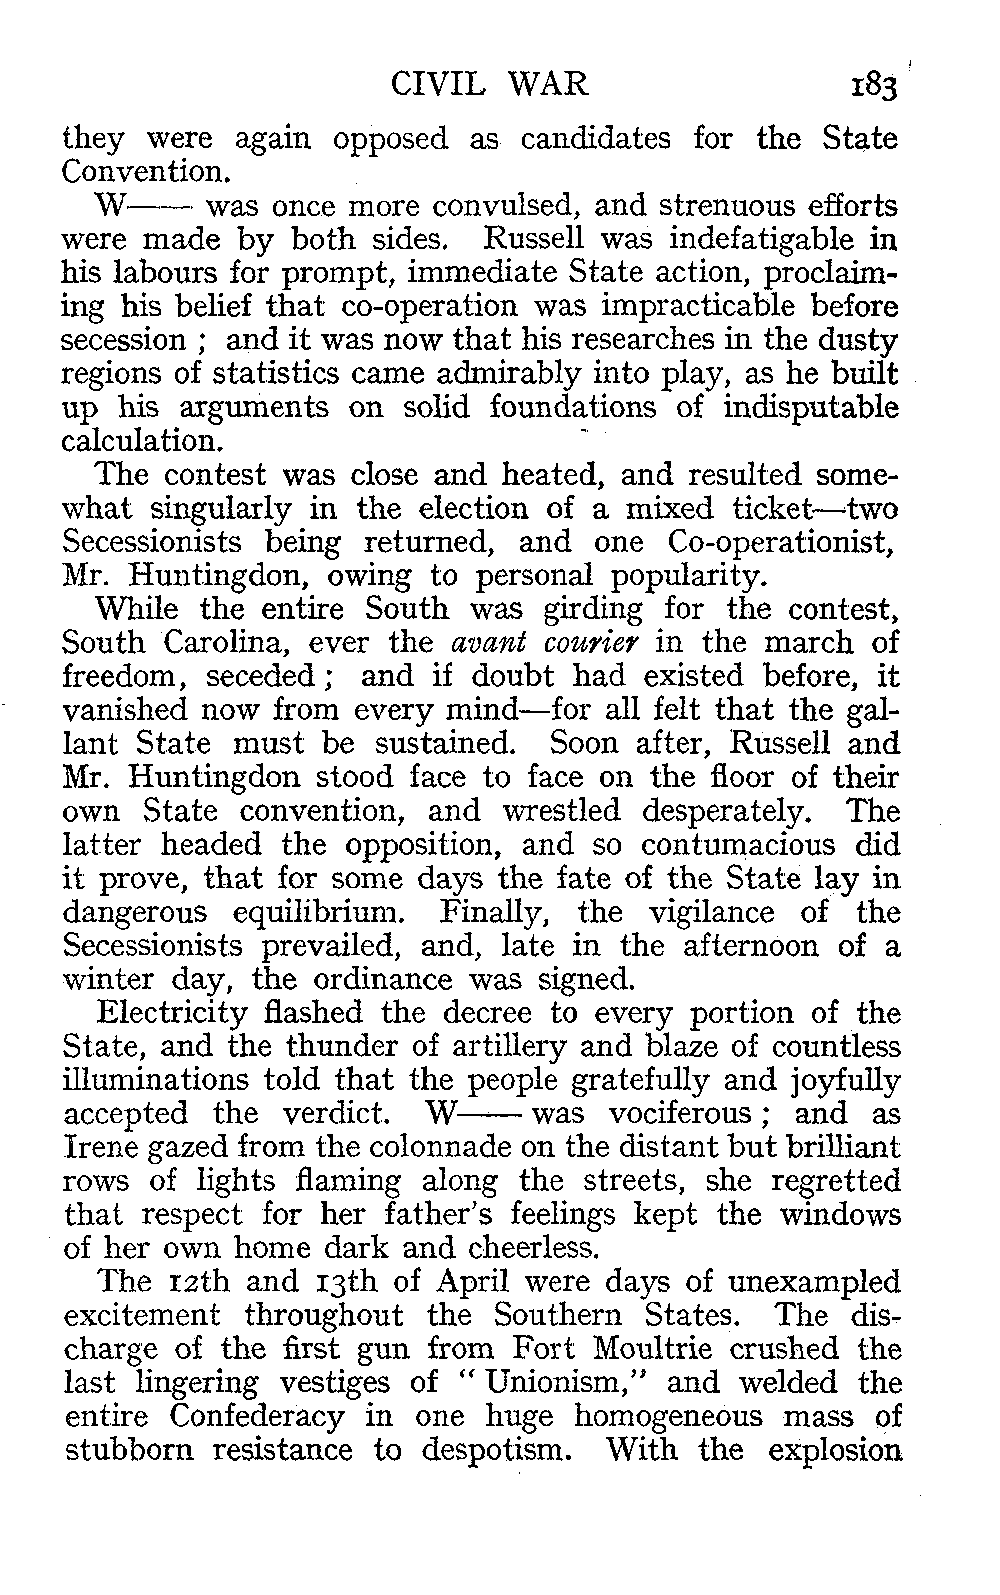 CIVIL WAR 183
they were again opposed as candidates for the State
Convention.
W—— was once more convulsed, and strenuous efforts
were made by both sides. Russell was indefatigable in
his labours for prompt, immediate State action, proclaim-
ing his belief that co-operation was impracticable before
secession ; and it was now that his researches in the dusty
regions of statistics came admirably into play, as he built
up his arguments on solid foundations of indisputable
calculation.
The contest was close and heated, and resulted some-
what singularly in the election of a mixed ticket—two
Secessionists being returned, and one Co-operationist,
Mr. Huntingdon, owing to personal popularity.
While the entire South was girding for the contest,
South Carolina, ever the avant courier in the march of
freedom, seceded ; and if doubt had existed before, it
vanished now from every mind—for all felt that the gal-
lant State must be sustained. Soon after, Russell and
Mr. Huntingdon stood face to face on the floor of their
own State convention, and wrestled desperately. The
latter headed the opposition, and so contumacious did
it prove, that for some days the fate of the State lay in
dangerous equilibrium. Finally, the vigilance of the
Secessionists prevailed, and, late in the afternoon of a
winter day, the ordinance was signed.
Electricity flashed the decree to every portion of the
State, and the thunder of artillery and blaze of countless
illuminations told that the people gratefully and joyfully
accepted the verdict. W—— was vociferous ; and as
Irene gazed from the colonnade on the distant but brilliant
rows of lights flaming along the streets, she regretted
that respect for her father's feelings kept the windows
of her own home dark and cheerless.
The 12th and 13th of April were days of unexampled
excitement throughout the Southern States. The dis-
charge of the first gun from Fort Moultrie crushed the
last lingering vestiges of " Unionism," and welded the
entire Confederacy in one huge homogeneous mass of
stubborn resistance to despotism. With the explosion